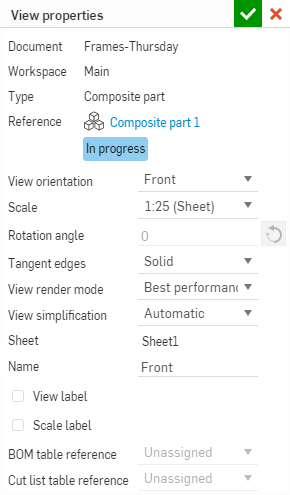 View properties
Document Frames-Thursday
Workspace Main
Type Composite part
Reference Composite part 1
In progress
View orientation Front
Scale 1:25 (Sheet)
Rotation angle 0
Tangent edges Solid
View render mode Best performanc
View simplification Automatic
Sheet Sheet1
Name Front
View label
Scale label
BOM table reference Unassigned
Cut list table reference Unassigned